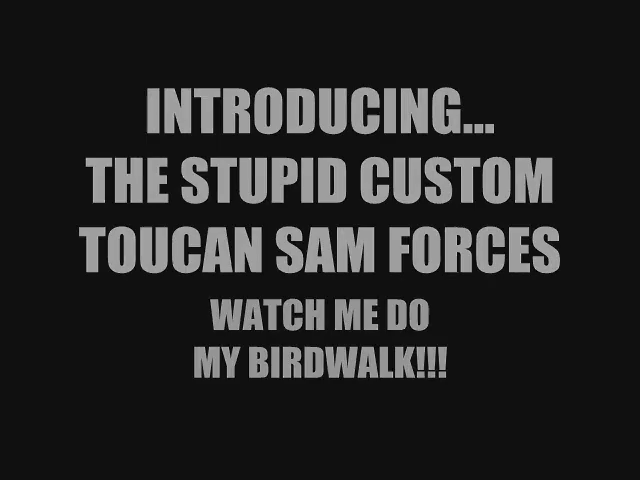 INTRODUCING...
THE STUPID CUSTOM
TOUCAN SAM FORCES
WATCH ME DO
MY BIRDWALK!!!